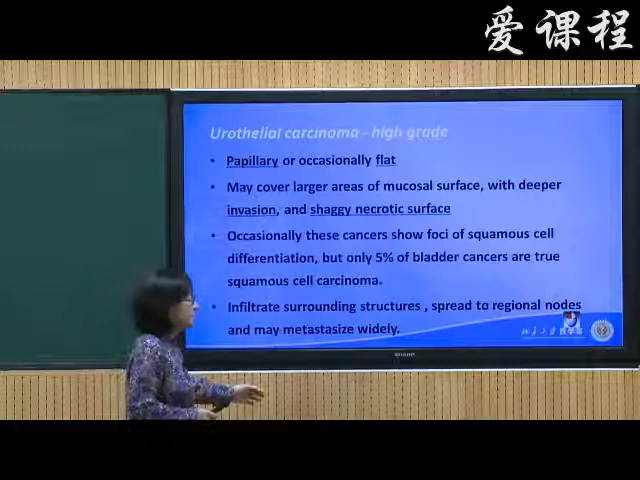 爱课程
Urothelial carcinoma - high grade
• Papillary or occasionally flat
• May cover larger areas of mucosal surface, with deeper
invasion, and shaggy necrotic surface
• Occasionally these cancers show foci of squamous cell
differentiation, but only 5% of bladder cancers are true
squamous cell carcinoma.
• Infiltrate surrounding structures , spread to regional nodes
and may metastasize widely.
SHARP